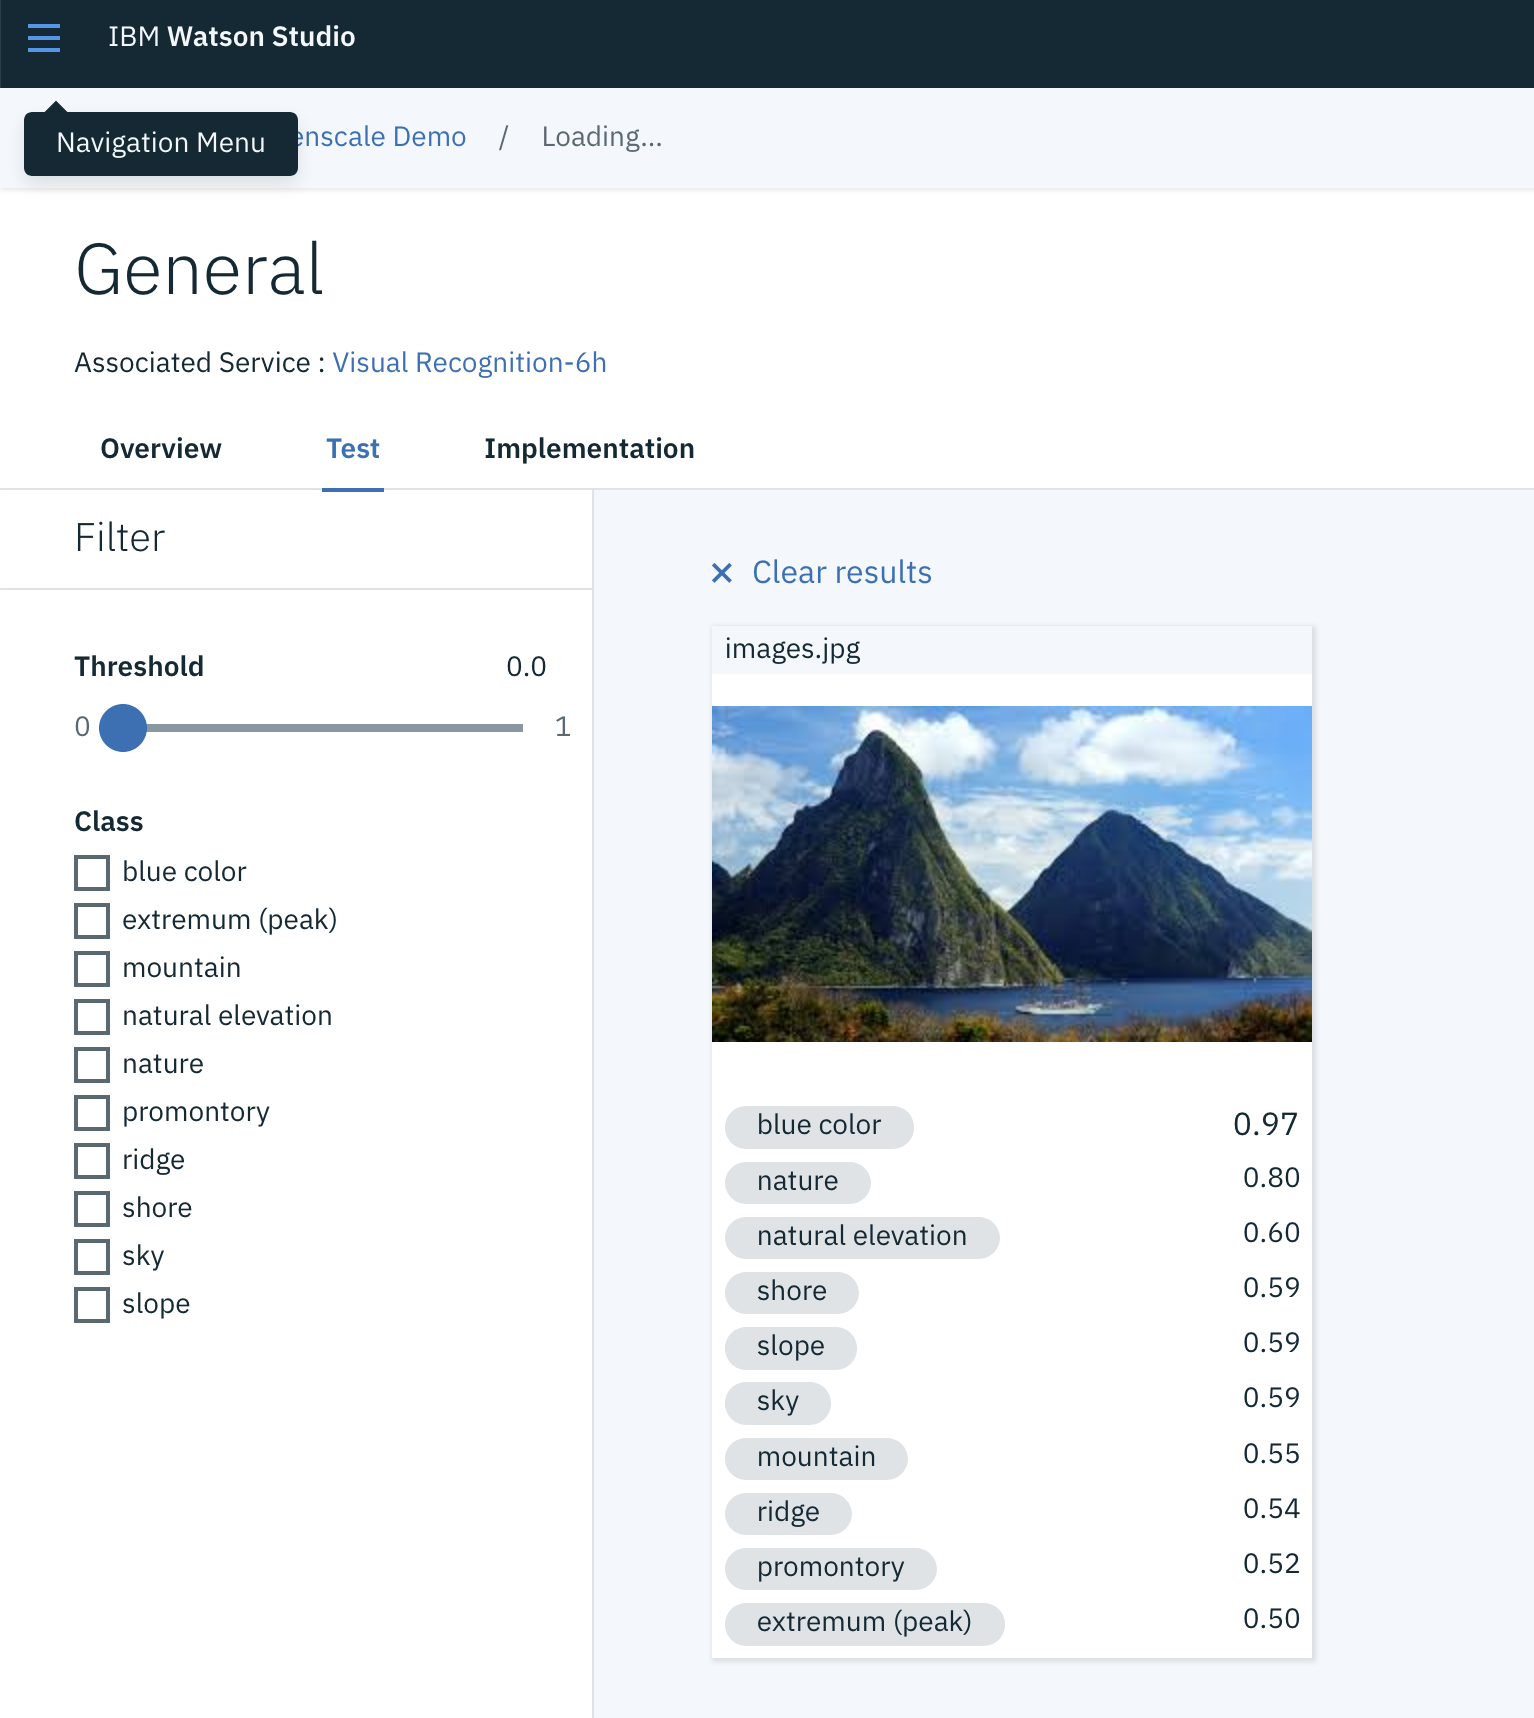 IBM Watson Studio
Navigation Menu
enscale Demo / Loading...
General
Associated Service : Visual Recognition-6h
Overview Test Implementation
Filter
Threshold 0.0
0 1
Class
blue color
extremum (peak)
mountain
natural elevation
nature
promontory
ridge
shore
sky
slope
× Clear results
images.jpg
blue color 0.97
nature 0.80
natural elevation 0.60
shore 0.59
slope 0.59
sky 0.59
mountain 0.55
ridge 0.54
promontory 0.52
extremum (peak) 0.50